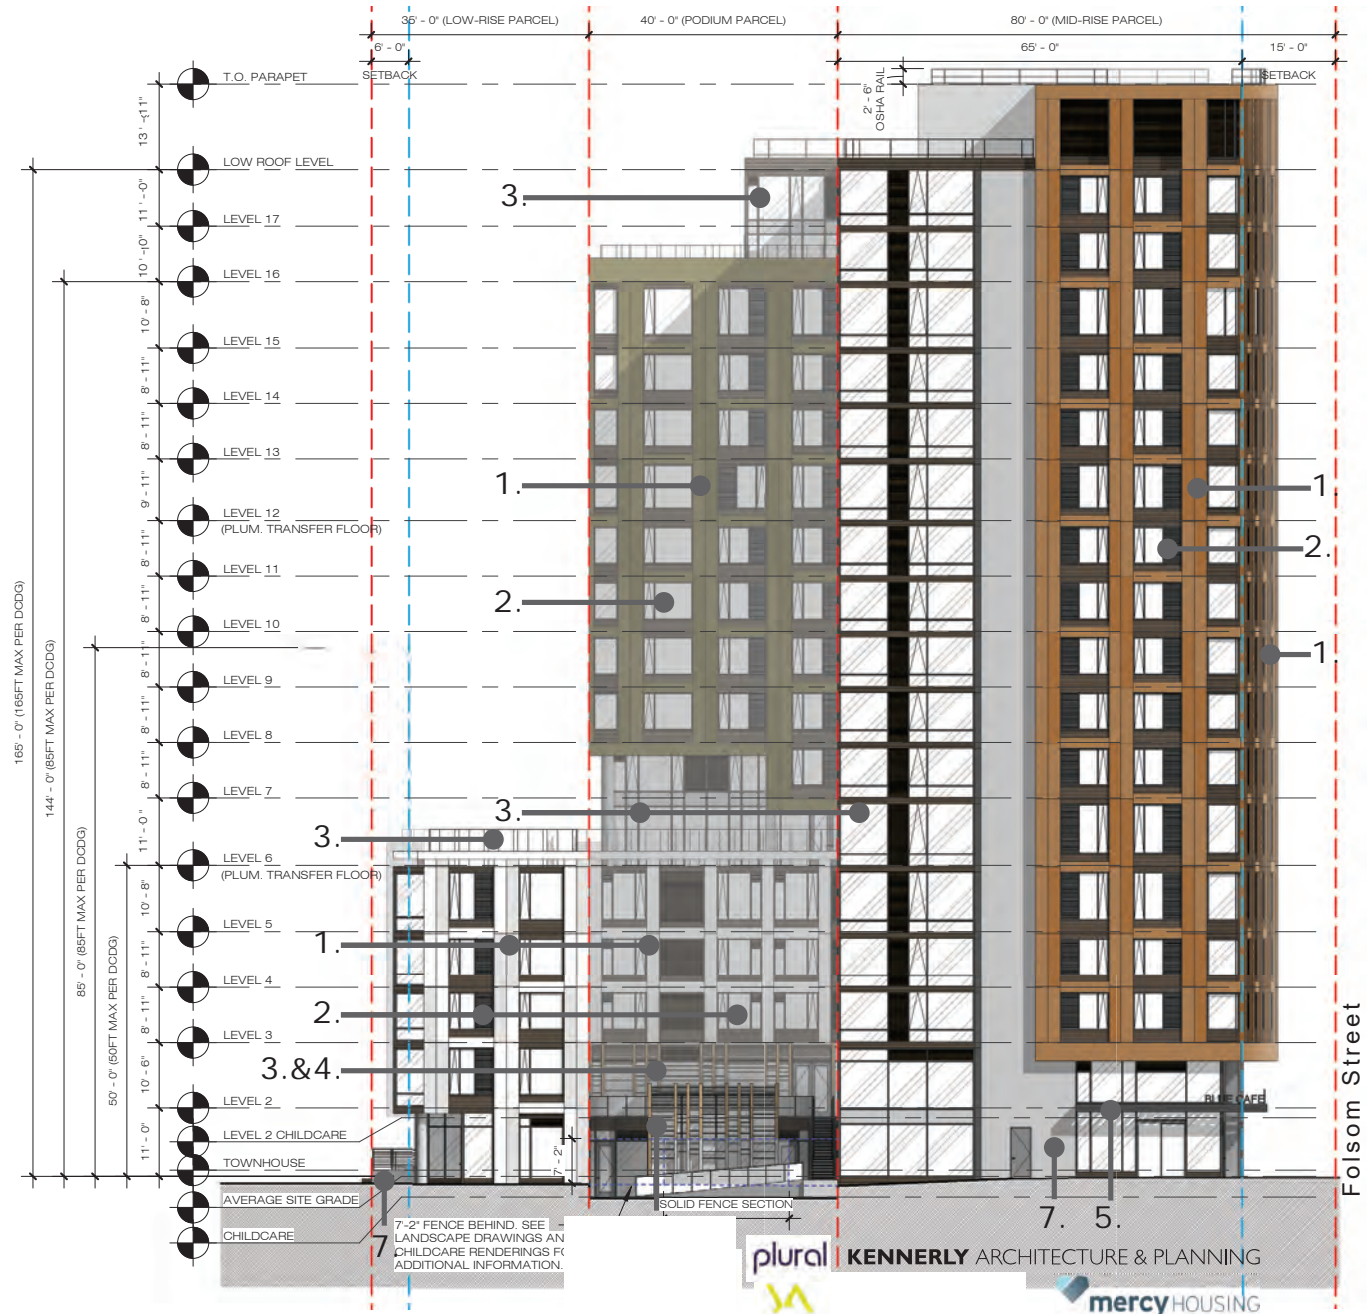 35' - 0" (LOW-RISE PARCEL)
40' - 0" (PODIUM PARCEL)
80' - 0" (MID-RISE PARCEL)
6' - 0"
65' - 0"
15' - 0"
SETBACK
SETBACK
2' - 6"
OSHA RAIL
T.O. PARAPET
13' - 11"
LOW ROOF LEVEL
11' - 0"
LEVEL 17
10' - 10"
LEVEL 16
10' - 8"
LEVEL 15
8' - 11"
LEVEL 14
8' - 11"
LEVEL 13
9' - 11"
LEVEL 12
(PLUM. TRANSFER FLOOR)
8' - 11"
LEVEL 11
8' - 11"
LEVEL 10
8' - 11"
LEVEL 9
8' - 11"
LEVEL 8
8' - 11"
LEVEL 7
11' - 0"
LEVEL 6
(PLUM. TRANSFER FLOOR)
10' - 8"
LEVEL 5
8' - 11"
LEVEL 4
8' - 11"
LEVEL 3
10' - 6"
LEVEL 2
11' - 0"
LEVEL 2 CHILDCARE
TOWNHOUSE
AVERAGE SITE GRADE
CHILDCARE
165' - 0" (165FT MAX PER DCDG)
144' - 0" (85FT MAX PER DCDG)
85' - 0" (85FT MAX PER DCDG)
50' - 0" (50FT MAX PER DCDG)
3.
1.
1.
2.
2.
1.
3.
3.
1.
2.
3.&4.
7' - 2"
BLUE CAFE
SOLID FENCE SECTION
7.
7.
5.
7'-2" FENCE BEHIND. SEE
LANDSCAPE DRAWINGS AN
CHILDCARE RENDERINGS FO
ADDITIONAL INFORMATION.
Folsom Street
plural
KENNERLY ARCHITECTURE & PLANNING
mercy HOUSING